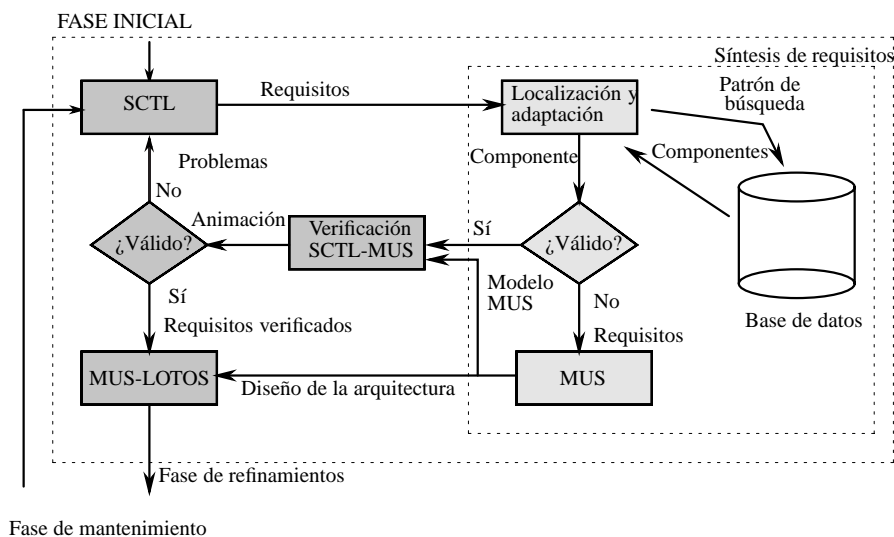 FASE INICIAL
Síntesis de requisitos
SCTL
Requisitos
Localización y
adaptación
Patrón de
búsqueda
Problemas
Componente
Componentes
No
Animación
Verificación
SCTL-MUS
Sí
¿Válido?
¿Válido?
Sí
Modelo
MUS
No
Base de datos
Requisitos verificados
Requisitos
MUS-LOTOS
Diseño de la arquitectura
MUS
Fase de refinamientos
Fase de mantenimiento